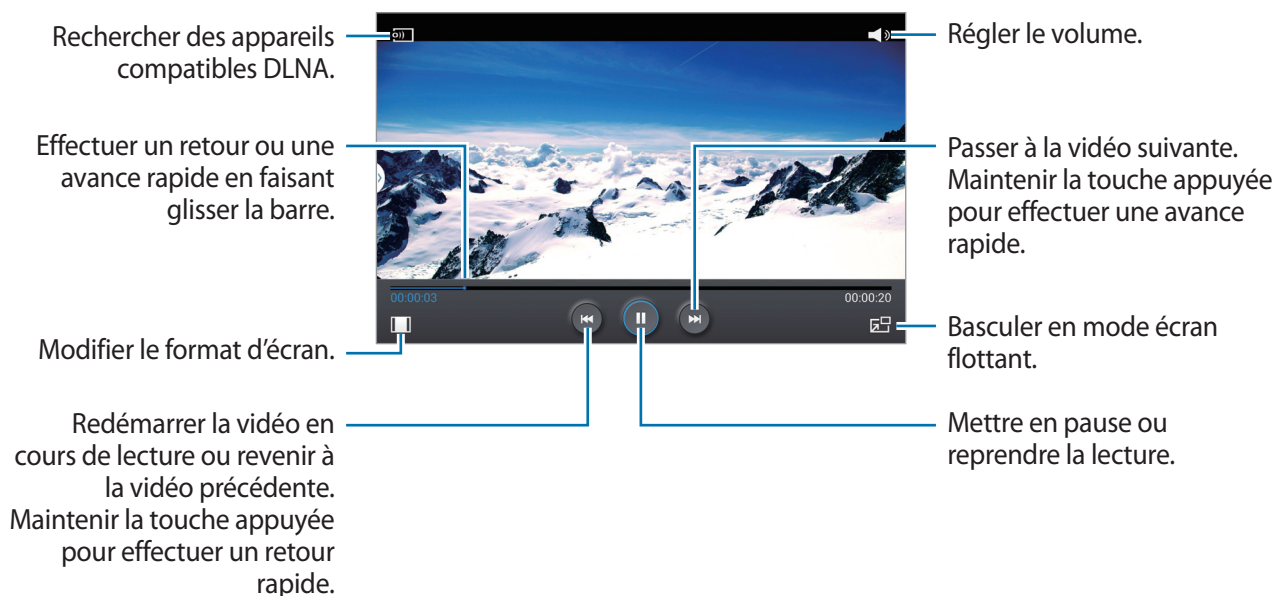 Rechercher des appareils
compatibles DLNA.
Effectuer un retour ou une
avance rapide en faisant
glisser la barre.
Modifier le format d'écran.
Redémarrer la vidéo en
cours de lecture ou revenir à
la vidéo précédente.
Maintenir la touche appuyée
pour effectuer un retour
rapide.
00:00:03
00:00:20
Régler le volume.
Passer à la vidéo suivante.
Maintenir la touche appuyée
pour effectuer une avance
rapide.
Basculer en mode écran
flottant.
Mettre en pause ou
reprendre la lecture.